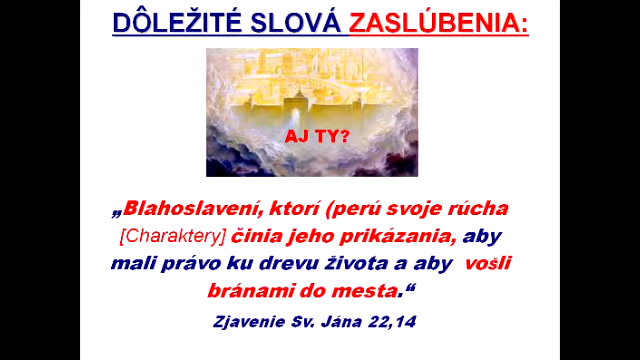 DÔLEŽITÉ SLOVÁ ZASLÚBENIA:
AJ TY?
„Blahoslavení, ktorí (perú svoje rúcha
[Charaktery] činia jeho prikázania, aby
mali právo ku drevu života a aby vošli
bránami do mesta.“
Zjavenie Sv. Jána 22,14